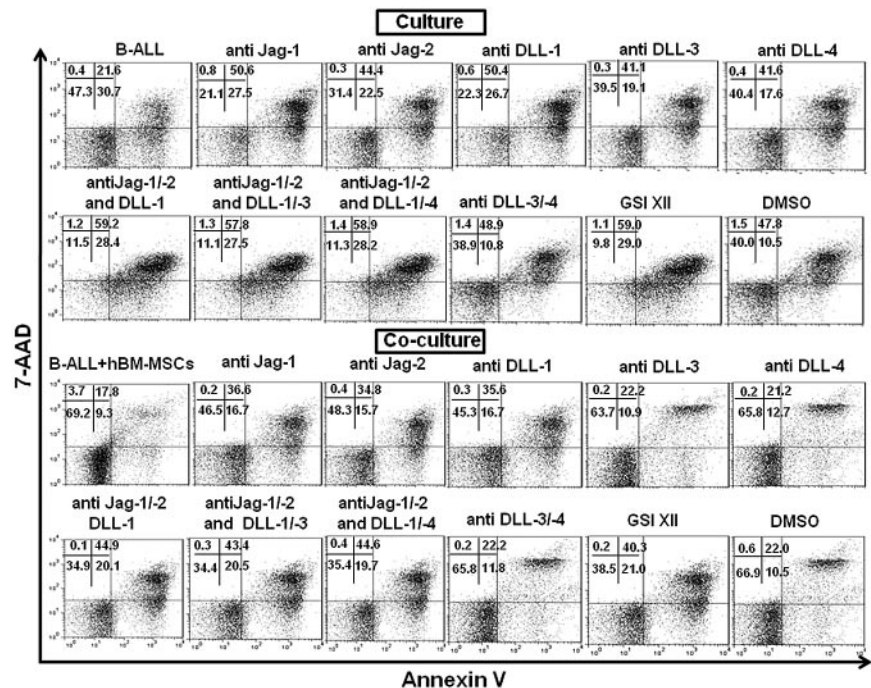 Culture
B-ALL anti Jag-1 anti Jag-2 anti DLL-1 anti DLL-3 anti DLL-4
0.4 21.6 0.8 50.6 0.3 44.4 0.6 50.4 0.3 41.1 0.4 41.6
47.3 30.7 21.1 27.5 31.4 22.5 22.3 26.7 39.5 19.1 40.4 17.6
antiJag-1/-2 antiJag-1/-2 antiJag-1/-2
and DLL-1 and DLL-1/-3 and DLL-1/-4 anti DLL-3/-4 GSI XII DMSO
1.2 59.2 1.3 57.8 1.4 58.9 1.4 48.9 1.1 59.0 1.5 47.8
11.5 28.4 11.1 27.5 11.3 28.2 38.9 10.8 9.8 29.0 40.0 10.5
Co-culture
B-ALL+hBM-MSCs anti Jag-1 anti Jag-2 anti DLL-1 anti DLL-3 anti DLL-4
3.7 17.8 0.2 36.6 0.4 34.8 0.3 35.6 0.2 22.2 0.2 21.2
69.2 9.3 46.5 16.7 48.3 15.7 45.3 16.7 63.7 10.9 65.8 12.7
anti Jag-1/-2 antiJag-1/-2 antiJag-1/-2
DLL-1 and DLL-1/-3 and DLL-1/-4 anti DLL-3/-4 GSI XII DMSO
0.1 44.9 0.3 43.4 0.4 44.6 0.2 22.2 0.2 40.3 0.6 22.0
34.9 20.1 34.4 20.5 35.4 19.7 65.8 11.8 38.5 21.0 66.9 10.5
7-AAD
Annexin V